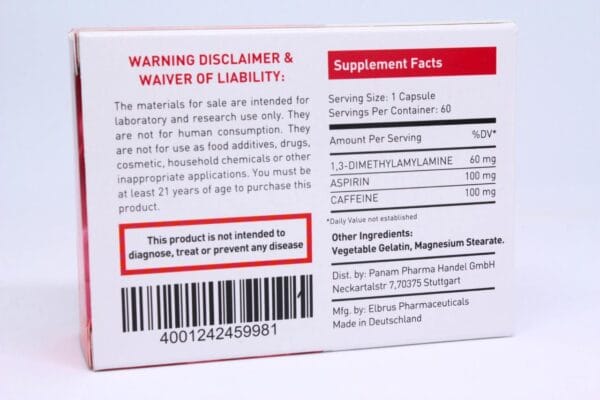 WARNING DISCLAIMER &
WAIVER OF LIABILITY:
The materials for sale are intended for
laboratory and research use only. They
are not for human consumption. They
are not for use as food additives, drugs,
cosmetic, household chemicals or other
inappropriate applications. You must be
at least 21 years of age to purchase this
product.
This product is not intended to
diagnose, treat or prevent any disease
4001242459981
Supplement Facts
Serving Size: 1 Capsule
Servings Per Container: 60
Amount Per Serving %DV*
1,3-DIMETHYLAMYLAMINE 60 mg
ASPIRIN 100 mg
CAFFEINE 100 mg
*Daily Value not established
Other Ingredients:
Vegetable Gelatin, Magnesium Stearate.
Dist. by: Panam Pharma Handel GmbH
Neckartalstr 7,70375 Stuttgart
Mfg. by: Elbrus Pharmaceuticals
Made in Deutschland